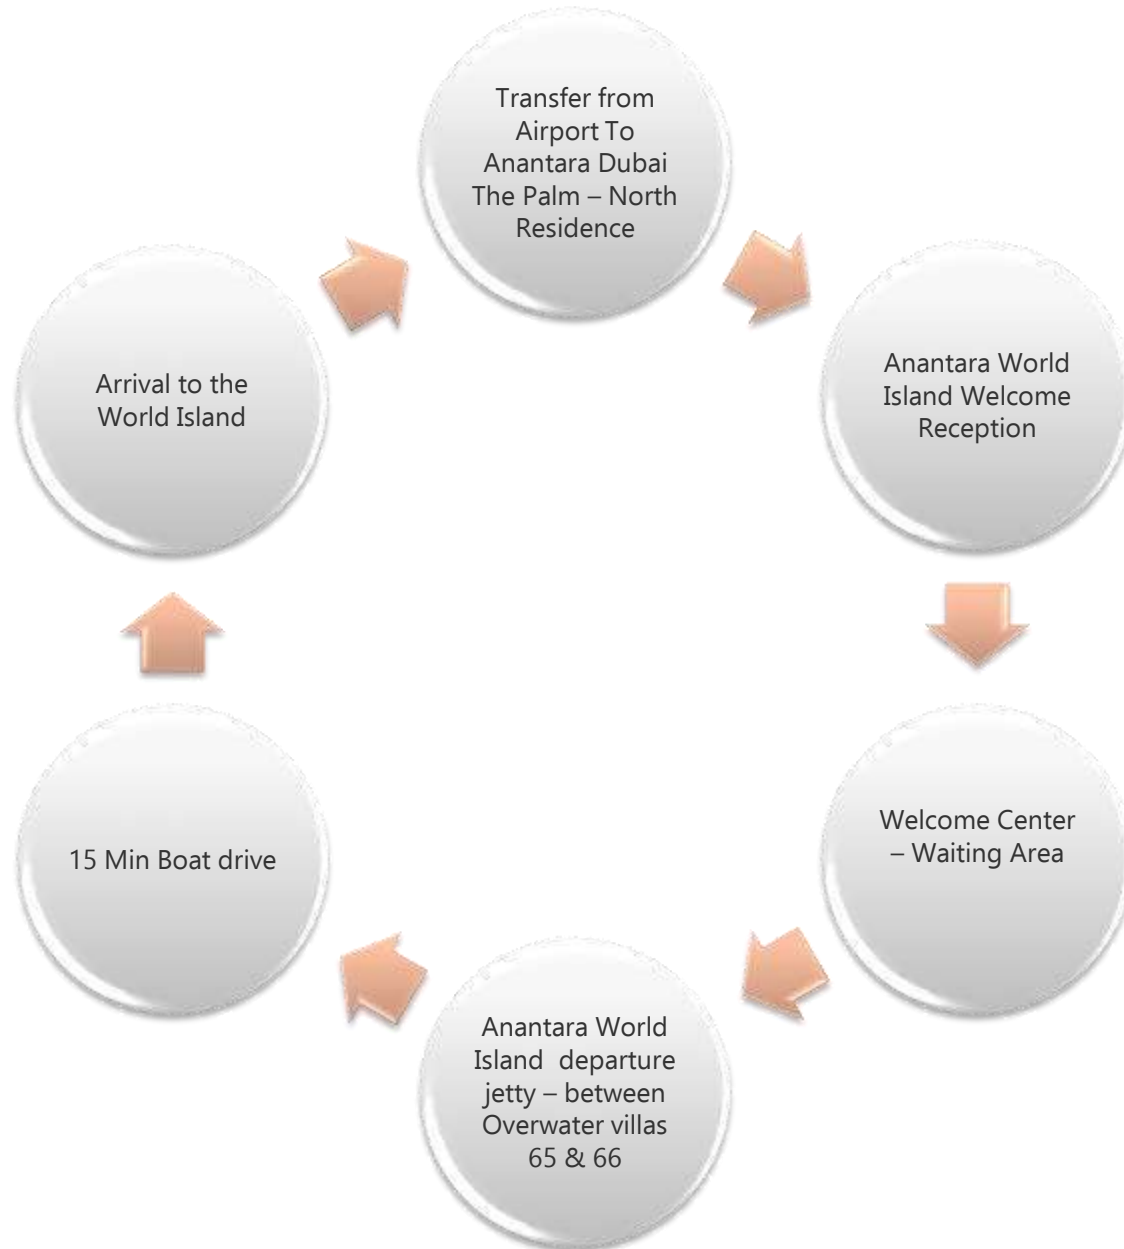 Transfer from
Airport To
Anantara Dubai
The Palm – North
Residence
Anantara World
Island Welcome
Reception
Welcome Center
– Waiting Area
Anantara World
Island  departure
jetty – between
Overwater villas
65 & 66
15 Min Boat drive
Arrival to the
World Island